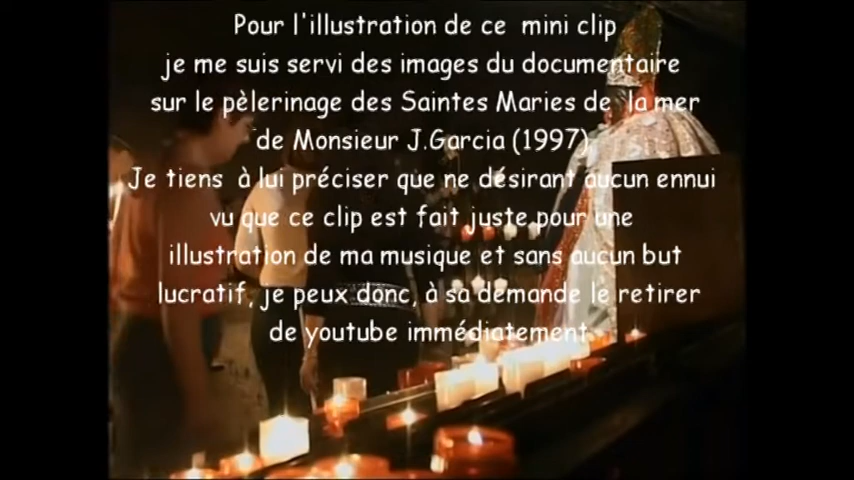 Pour l'illustration de ce mini clip
je me suis servi des images du documentaire
sur le pèlerinage des Saintes Maries de la mer
de Monsieur J.Garcia (1997)
Je tiens à lui préciser que ne désirant aucun ennui
vu que ce clip est fait juste pour une
illustration de ma musique et sans aucun but
lucratif, je peux donc, à sa demande le retirer
de youtube immédiatement